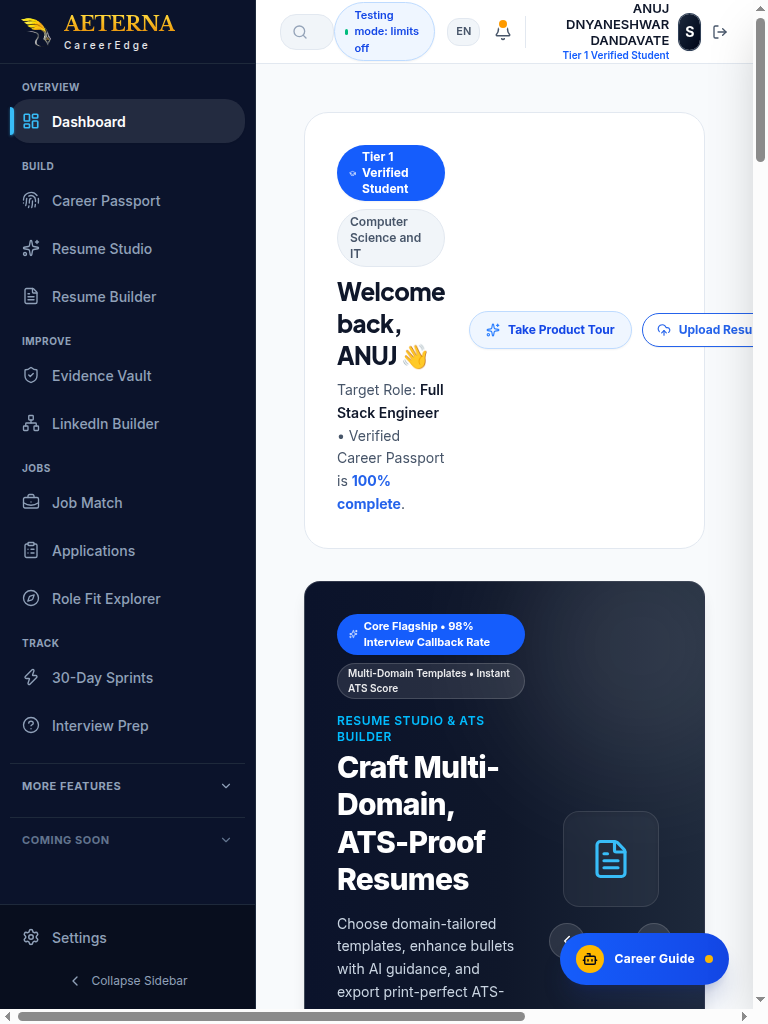 AETERNA
CareerEdge
OVERVIEW
Dashboard
BUILD
Career Passport
Resume Studio
Resume Builder
IMPROVE
Evidence Vault
LinkedIn Builder
JOBS
Job Match
Applications
Role Fit Explorer
TRACK
30-Day Sprints
Interview Prep
MORE FEATURES
COMING SOON
Settings
Collapse Sidebar
Testing
mode: limits
off
EN
ANUJ
DNYANESHWAR
DANDAVATE
Tier 1 Verified Student
S
Tier 1
Verified
Student
Computer
Science and
IT
Welcome
back,
ANUJ 👋
Target Role: Full
Stack Engineer
• Verified
Career Passport
is 100%
complete.
Take Product Tour
Upload Resu
Core Flagship • 98%
Interview Callback Rate
Multi-Domain Templates • Instant
ATS Score
RESUME STUDIO & ATS
BUILDER
Craft Multi-
Domain,
ATS-Proof
Resumes
Choose domain-tailored
templates, enhance bullets
with AI guidance, and
export print-perfect ATS-
Career Guide